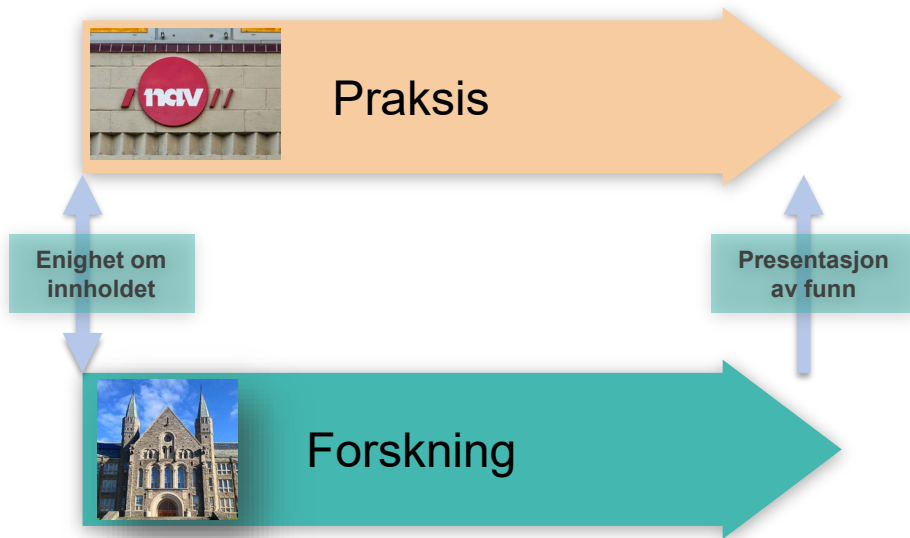 nav
Praksis
Enighet om
innholdet
Presentasjon
av funn
Forskning